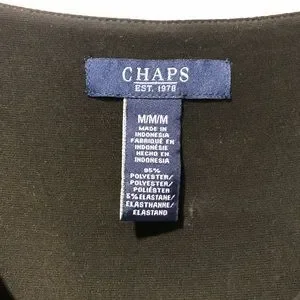 CHAPS
EST. 1978
M/M/M
MADE IN
INDONESIA
FABRIQUÉ EN
INDONÉSIE
HECHO EN
INDONESIA
95%
POLYESTER/
POLYESTER/
POLIÉSTER
5% ELASTANE/
ELASTHANNE/
ELASTANO